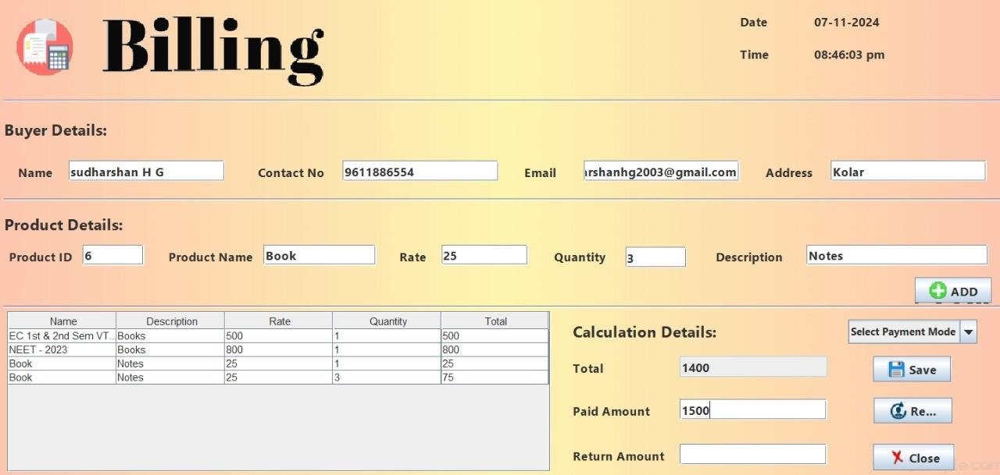 Billing
Date 07-11-2024
Time 08:46:03 pm
Buyer Details:
Name sudharshan H G Contact No 9611886554 Email arshanhg2003@gmail.com Address Kolar
Product Details:
Product ID 6 Product Name Book Rate 25 Quantity 3 Description Notes
ADD
Name Description Rate Quantity Total
EC 1st & 2nd Sem VT... Books 500 1 500
NEET - 2023 Books 800 1 800
Book Notes 25 1 25
Book Notes 25 3 75
Calculation Details: Select Payment Mode
Total 1400 Save
Paid Amount 1500 Re...
Return Amount Close